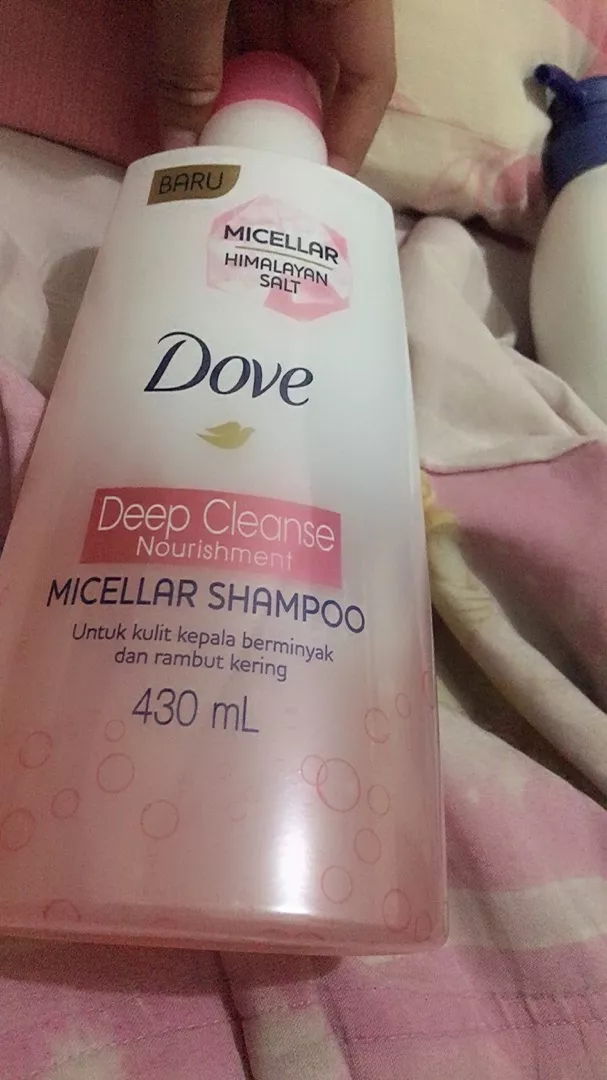 BARU
MICELLAR
HIMALAYAN
SALT
Dove
Deep Cleanse
Nourishment
MICELLAR SHAMPOO
Untuk kulit kepala berminyak
dan rambut kering
430 mL